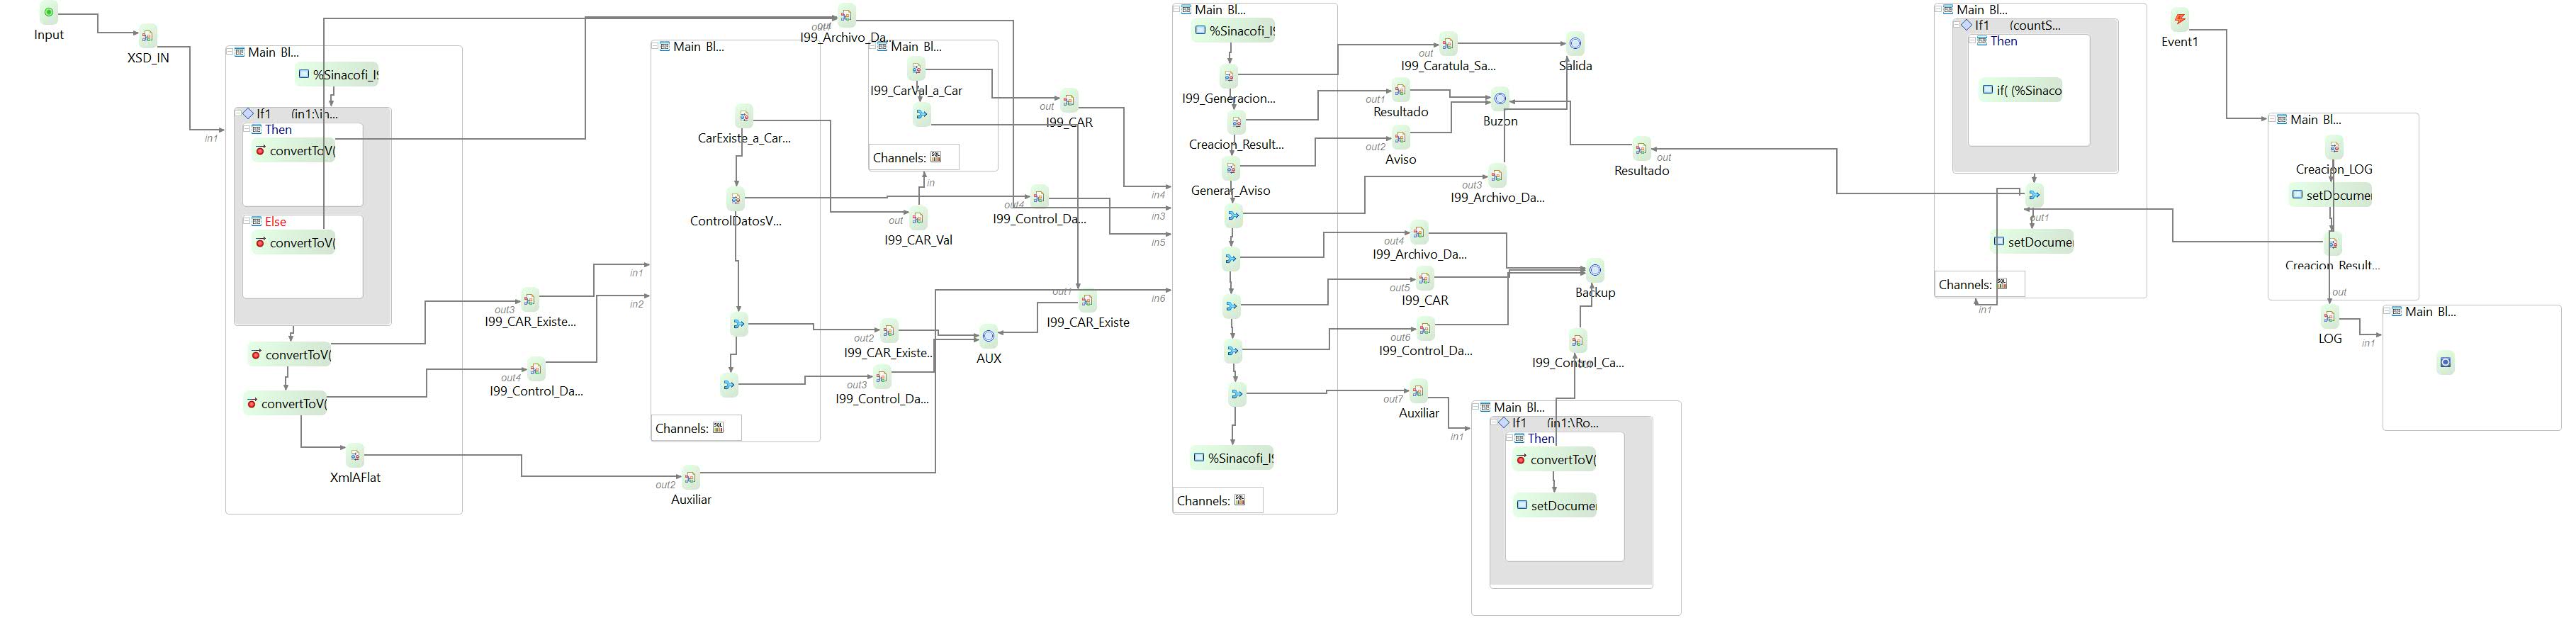 Input
XSD_IN
in1
Main Bl...
%Sinacofi_I
If1 (in1:\in...
Then
convertToV(
Else
convertToV(
convertToV(
convertToV(
XmlAFlat
out3
I99_CAR_Existe...
out4
I99_Control_Da...
out2
Auxiliar
in1
in2
Main Bl...
CarExiste_a_Car...
ControlDatosV...
Channels:
I99_Archivo_Da...
Main Bl...
I99_CarVal_a_Car
Channels:
in
out
I99_CAR_Val
out
I99_CAR
out4
I99_Control_Da...
out1
I99_CAR_Existe
out2
I99_CAR_Existe...
AUX
out3
I99_Control_Da...
in4
in3
in5
in6
Main Bl...
%Sinacofi_I
I99_Generacion...
Creacion_Result...
Generar_Aviso
%Sinacofi_I
Channels:
out
I99_Caratula_Sa...
Salida
out1
Resultado
Buzon
out2
Aviso
out3
I99_Archivo_Da...
out4
I99_Archivo_Da...
out5
I99_CAR
Backup
out6
I99_Control_Da...
I99_Control_Ca...
out7
Auxiliar
in1
Main Bl...
If1 (in1:\Ro...
Then
convertToV(
setDocume
out
Resultado
Main Bl...
If1 (countS...
Then
if( (%Sinaco
out1
setDocume
Channels:
in1
Event1
Main Bl...
Creacion_LOG
setDocume
Creacion_Result...
out
LOG
in1
Main Bl...